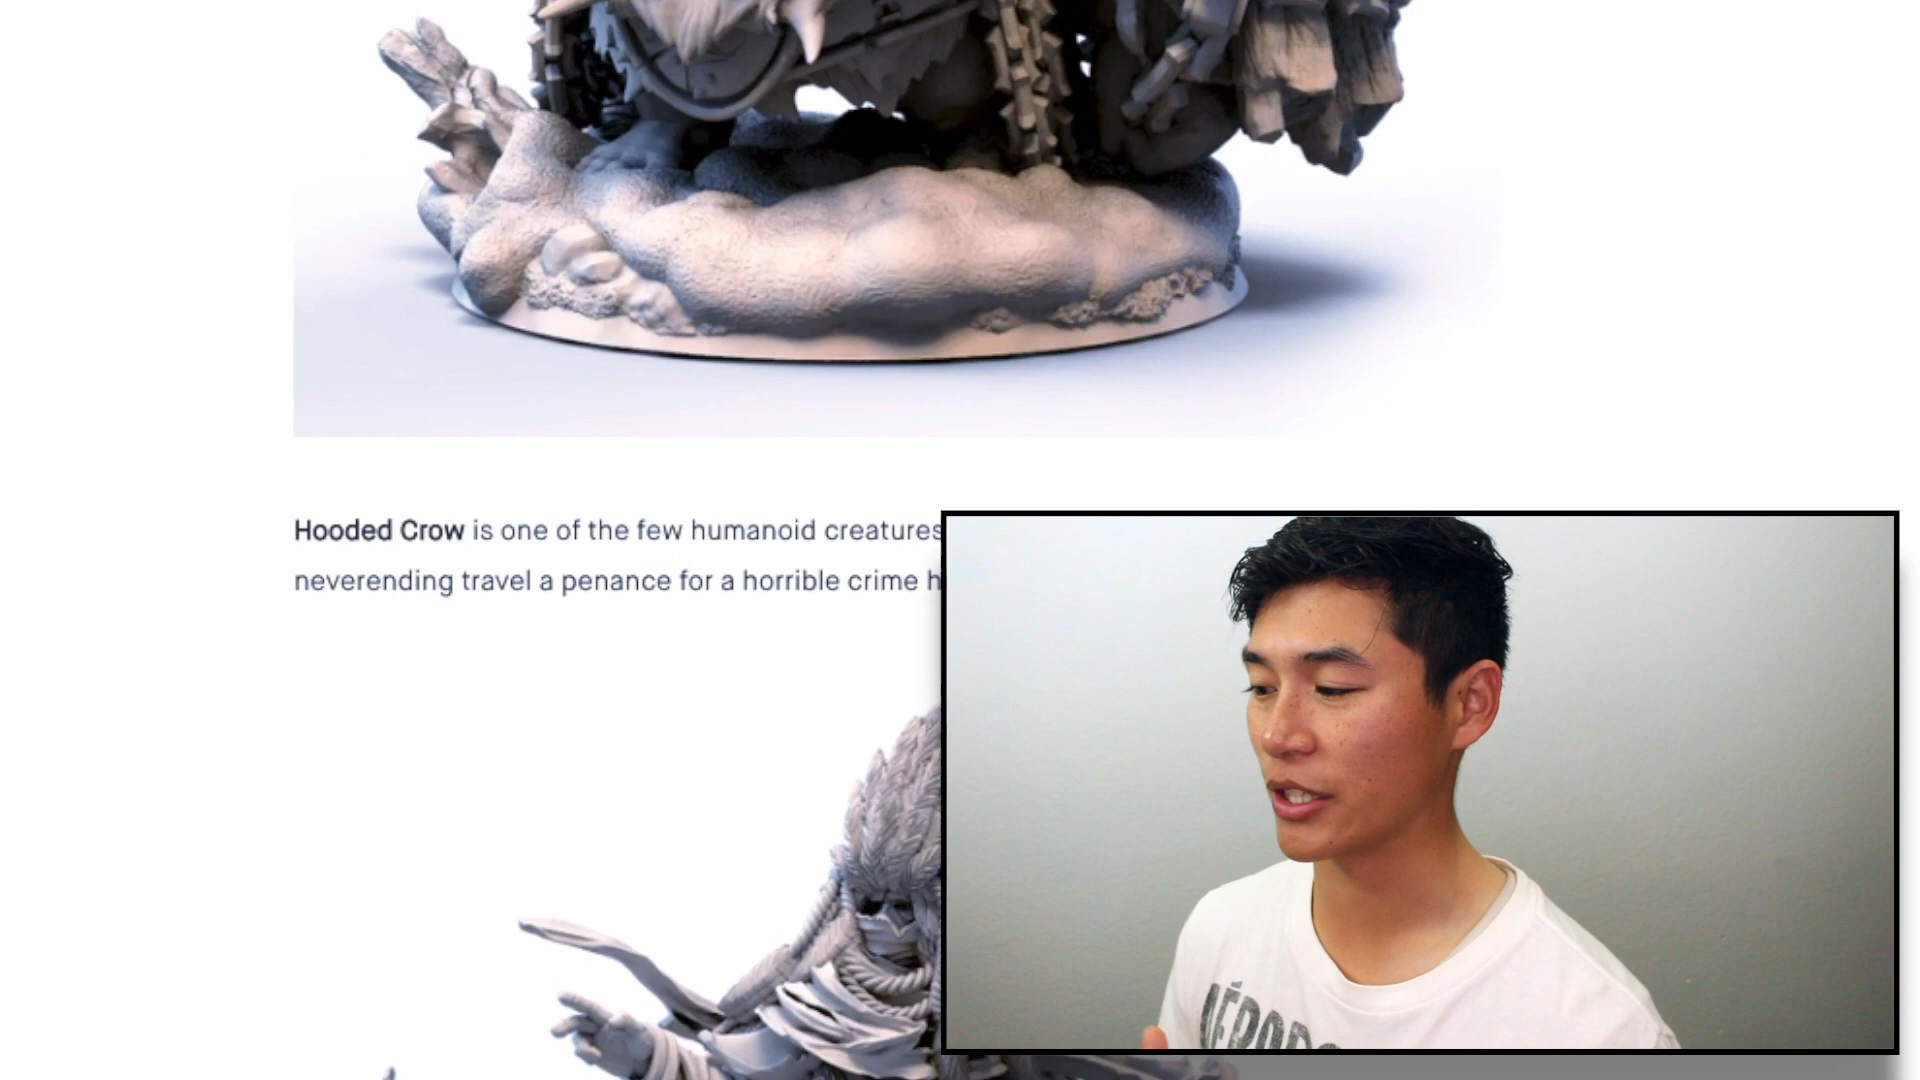 Hooded Crow is one of the few humanoid creatures
neverending travel a penance for a horrible crime